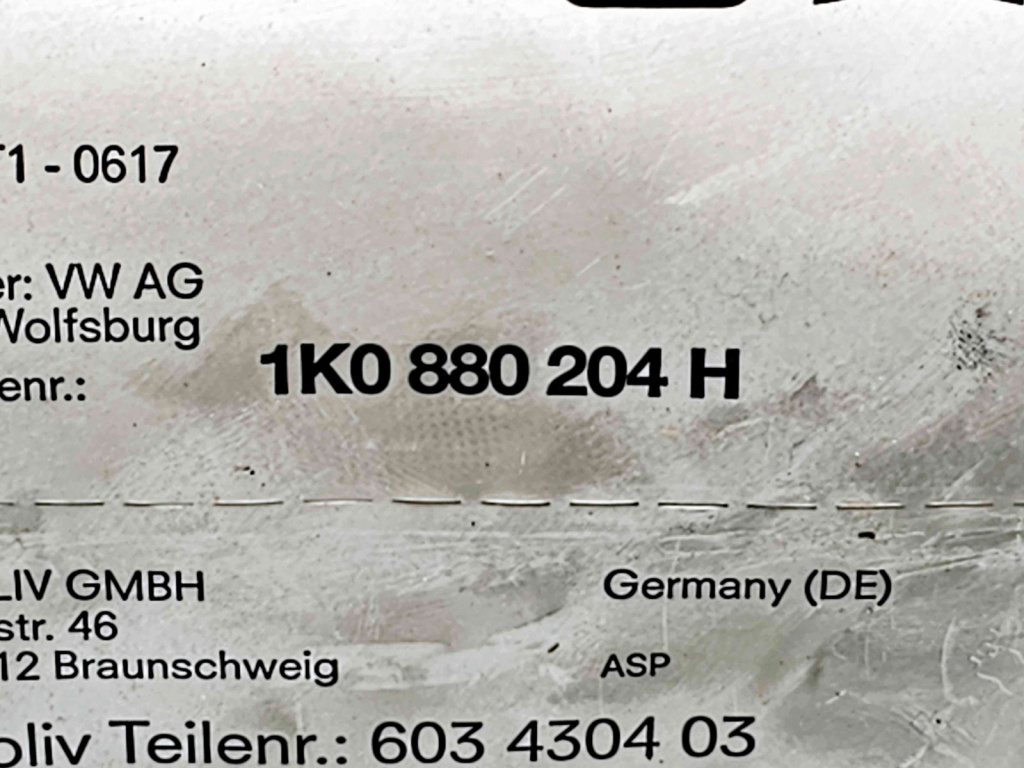 T1 - 0617
er: VW AG
Wolfsburg
enr.: 1K0 880 204 H
LIV GMBH Germany (DE)
str. 46
12 Braunschweig ASP
oliv Teilenr.: 603 4304 03